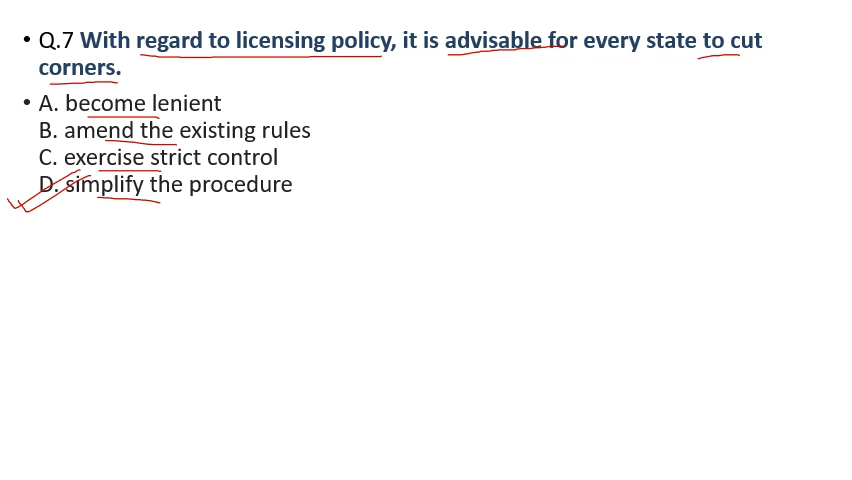 • Q.7 With regard to licensing policy, it is advisable for every state to cut
corners.
• A. become lenient
B. amend the existing rules
C. exercise strict control
D. simplify the procedure